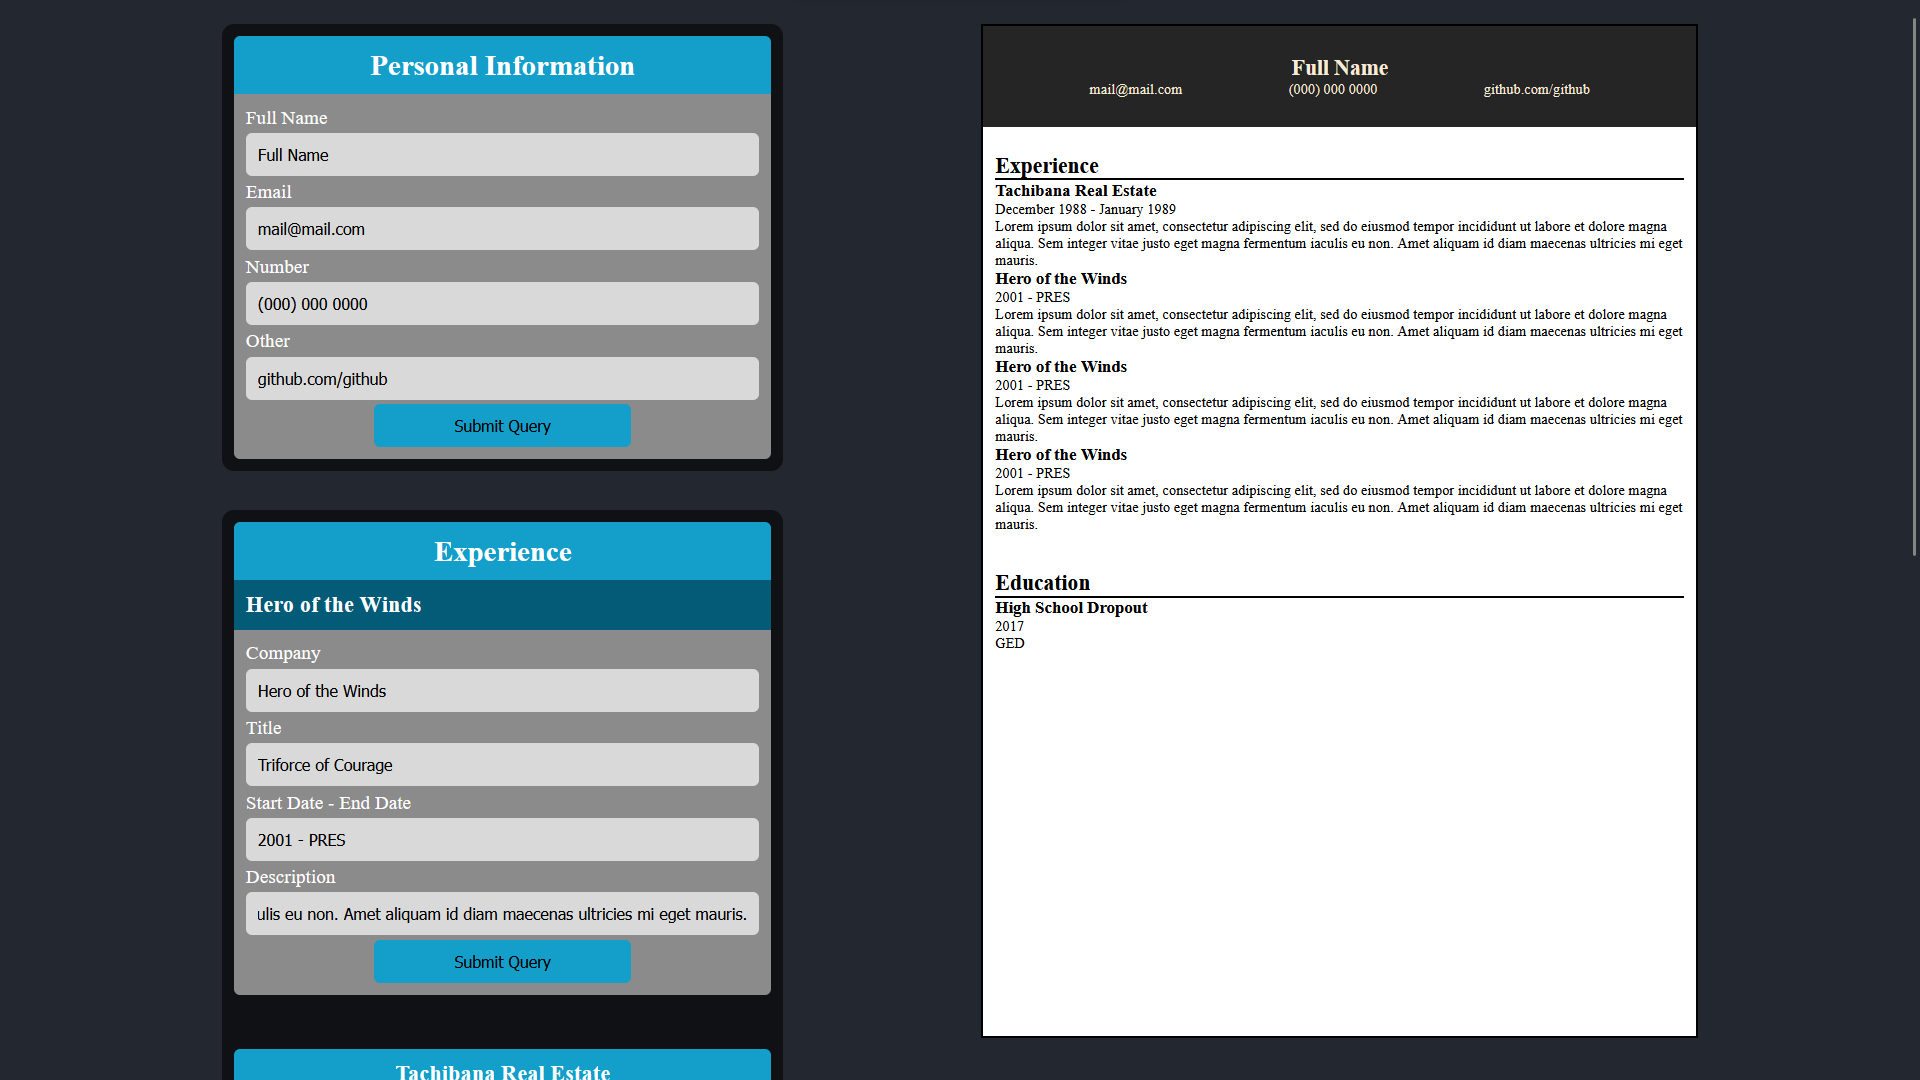 Personal Information
Full Name
Full Name
Email
mail@mail.com
Number
(000) 000 0000
Other
github.com/github
Submit Query
Experience
Hero of the Winds
Company
Hero of the Winds
Title
Triforce of Courage
Start Date - End Date
2001 - PRES
Description
ulis eu non. Amet aliquam id diam maecenas ultricies mi eget mauris.
Submit Query
Tachibana Real Estate
Full Name
mail@mail.com (000) 000 0000 github.com/github
Experience
Tachibana Real Estate
December 1988 - January 1989
Lorem ipsum dolor sit amet, consectetur adipiscing elit, sed do eiusmod tempor incididunt ut labore et dolore magna
aliqua. Sem integer vitae justo eget magna fermentum iaculis eu non. Amet aliquam id diam maecenas ultricies mi eget
mauris.
Hero of the Winds
2001 - PRES
Lorem ipsum dolor sit amet, consectetur adipiscing elit, sed do eiusmod tempor incididunt ut labore et dolore magna
aliqua. Sem integer vitae justo eget magna fermentum iaculis eu non. Amet aliquam id diam maecenas ultricies mi eget
mauris.
Hero of the Winds
2001 - PRES
Lorem ipsum dolor sit amet, consectetur adipiscing elit, sed do eiusmod tempor incididunt ut labore et dolore magna
aliqua. Sem integer vitae justo eget magna fermentum iaculis eu non. Amet aliquam id diam maecenas ultricies mi eget
mauris.
Hero of the Winds
2001 - PRES
Lorem ipsum dolor sit amet, consectetur adipiscing elit, sed do eiusmod tempor incididunt ut labore et dolore magna
aliqua. Sem integer vitae justo eget magna fermentum iaculis eu non. Amet aliquam id diam maecenas ultricies mi eget
mauris.
Education
High School Dropout
2017
GED